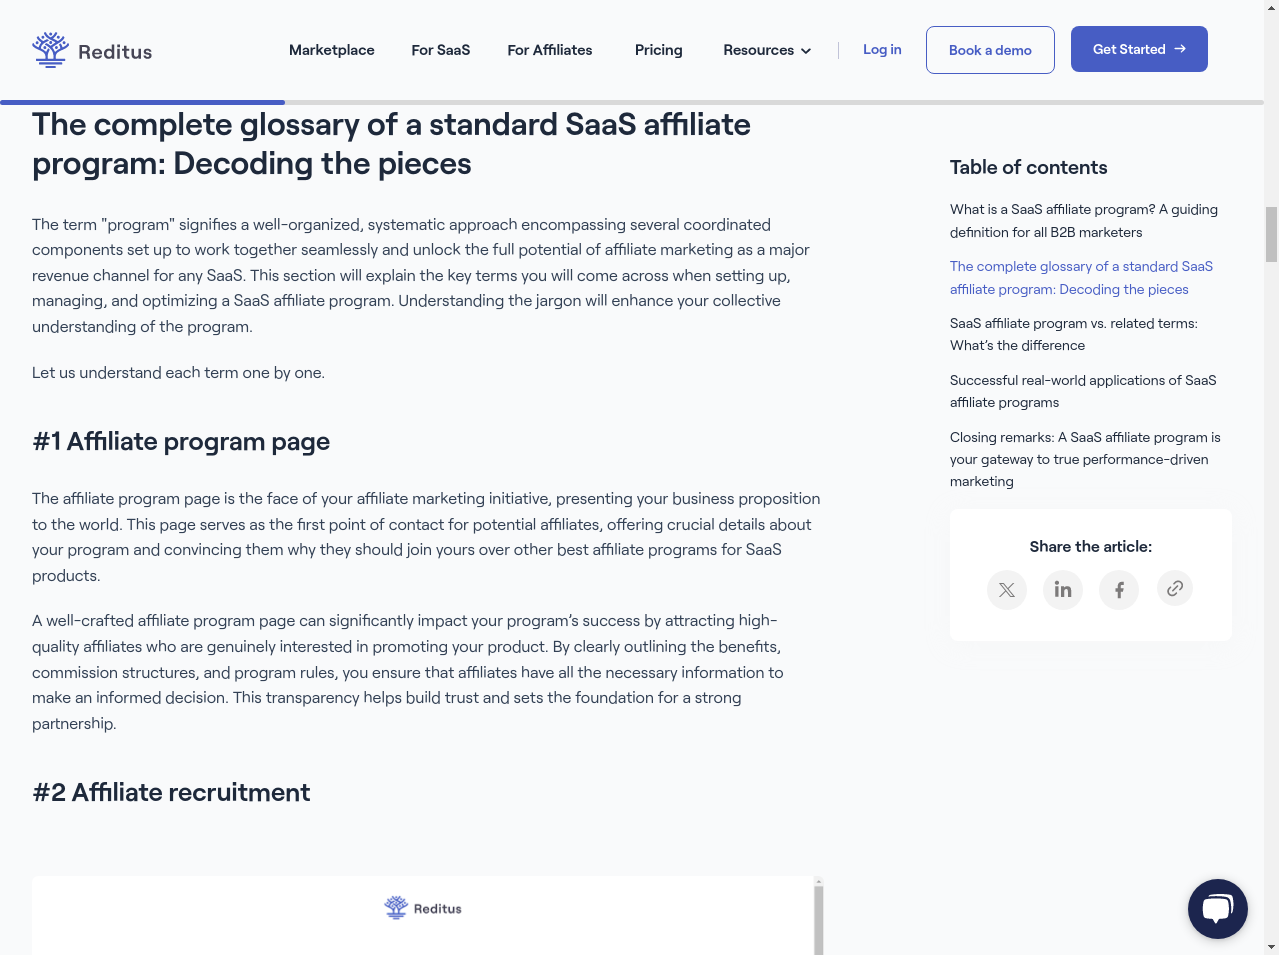 Reditus
Marketplace
For SaaS
For Affiliates
Pricing
Resources
Log in
Book a demo
Get Started
The complete glossary of a standard SaaS affiliate
program: Decoding the pieces
The term "program" signifies a well-organized, systematic approach encompassing several coordinated
components set up to work together seamlessly and unlock the full potential of affiliate marketing as a major
revenue channel for any SaaS. This section will explain the key terms you will come across when setting up,
managing, and optimizing a SaaS affiliate program. Understanding the jargon will enhance your collective
understanding of the program.
Let us understand each term one by one.
#1 Affiliate program page
The affiliate program page is the face of your affiliate marketing initiative, presenting your business proposition
to the world. This page serves as the first point of contact for potential affiliates, offering crucial details about
your program and convincing them why they should join yours over other best affiliate programs for SaaS
products.
A well-crafted affiliate program page can significantly impact your program’s success by attracting high-
quality affiliates who are genuinely interested in promoting your product. By clearly outlining the benefits,
commission structures, and program rules, you ensure that affiliates have all the necessary information to
make an informed decision. This transparency helps build trust and sets the foundation for a strong
partnership.
#2 Affiliate recruitment
Reditus
Table of contents
What is a SaaS affiliate program? A guiding
definition for all B2B marketers
The complete glossary of a standard SaaS
affiliate program: Decoding the pieces
SaaS affiliate program vs. related terms:
What’s the difference
Successful real-world applications of SaaS
affiliate programs
Closing remarks: A SaaS affiliate program is
your gateway to true performance-driven
marketing
Share the article: